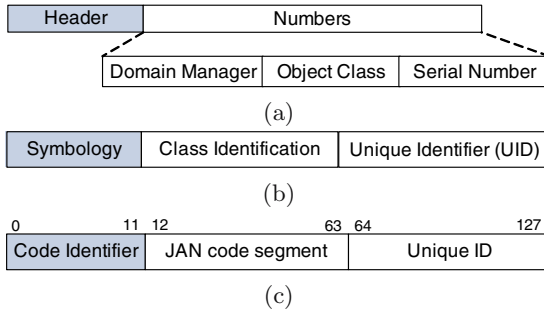 Header Numbers
Domain Manager Object Class Serial Number
(a)
Symbology Class Identification Unique Identifier (UID)
(b)
0 11 12 63 64 127
Code Identifier JAN code segment Unique ID
(c)